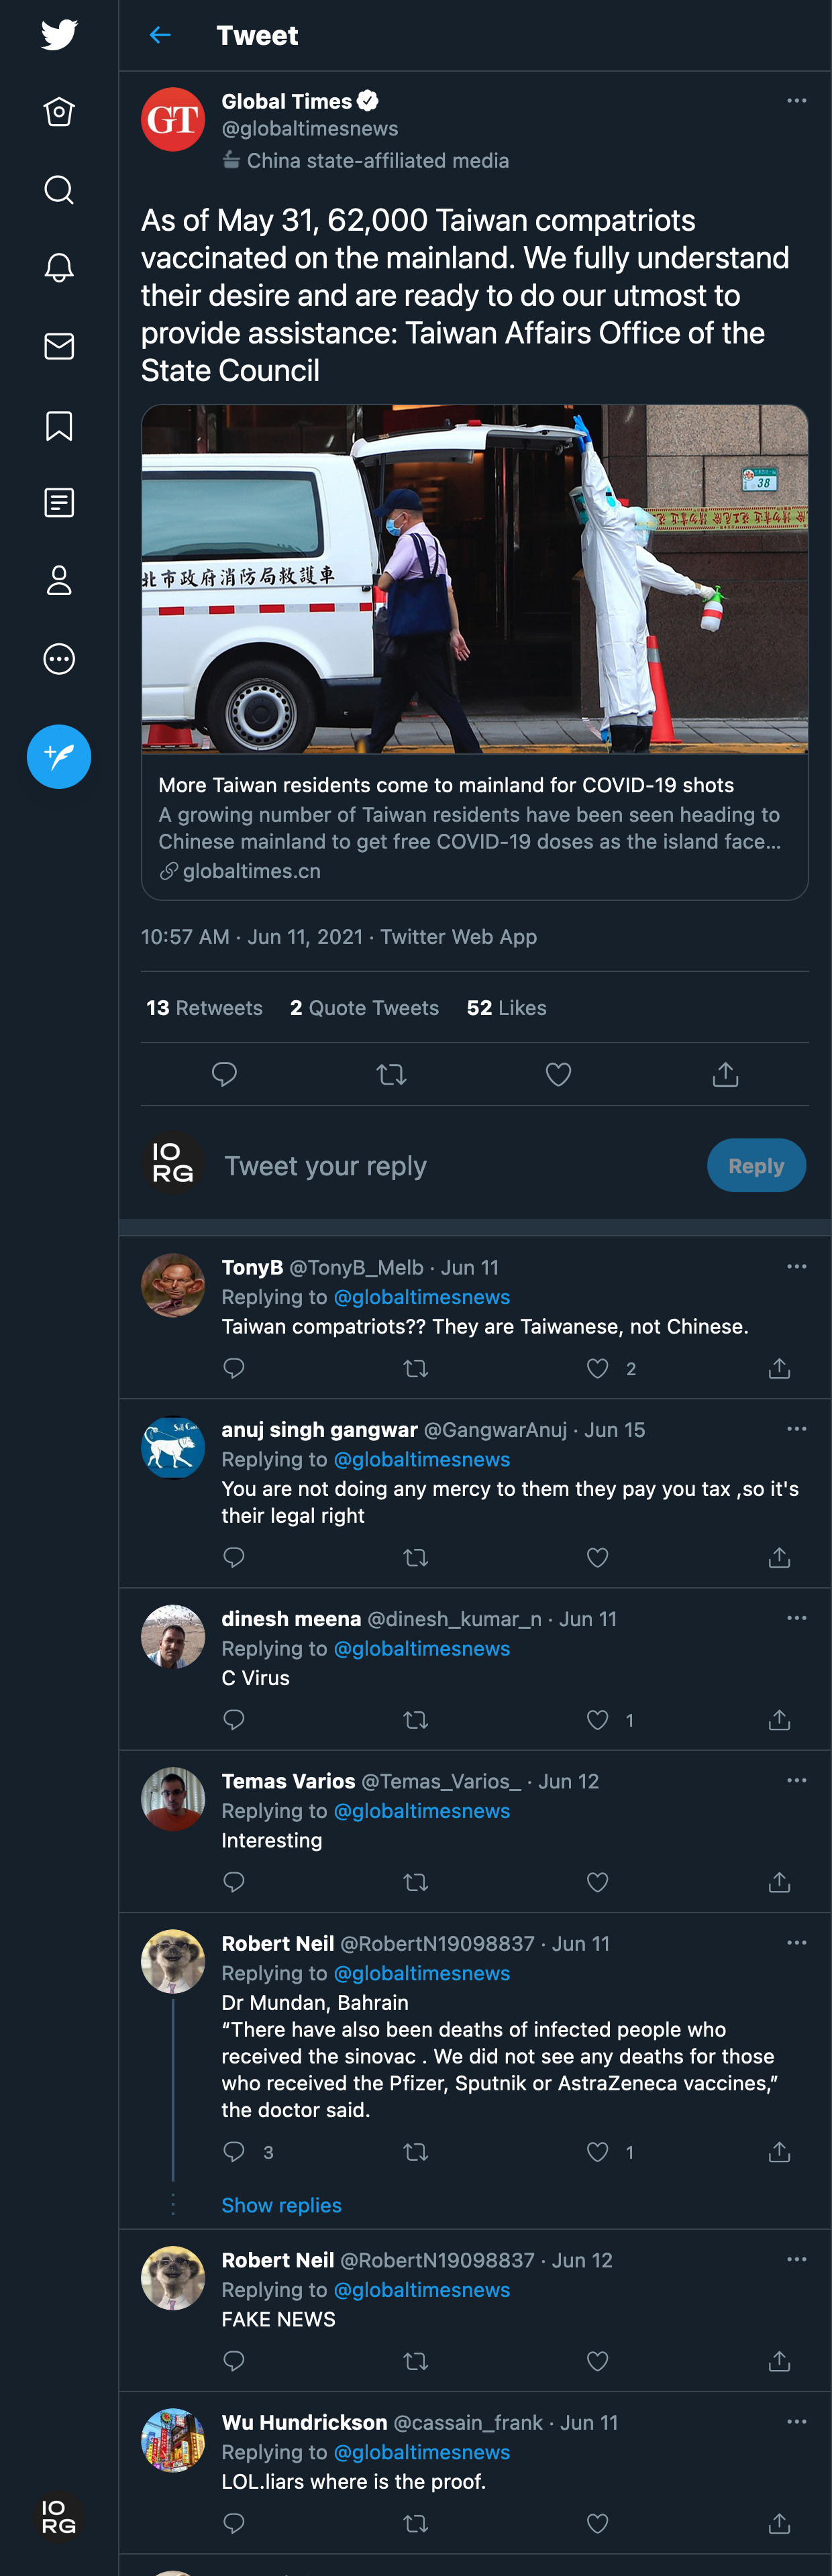 Tweet
GT
Global Times
@globaltimesnews
China state-affiliated media
As of May 31, 62,000 Taiwan compatriots
vaccinated on the mainland. We fully understand
their desire and are ready to do our utmost to
provide assistance: Taiwan Affairs Office of the
State Council
38
北市政府消防局救護車
More Taiwan residents come to mainland for COVID-19 shots
A growing number of Taiwan residents have been seen heading to
Chinese mainland to get free COVID-19 doses as the island face...
globaltimes.cn
10:57 AM · Jun 11, 2021 · Twitter Web App
13 Retweets 2 Quote Tweets 52 Likes
IO
RG
Tweet your reply
Reply
TonyB @TonyB_Melb · Jun 11
Replying to @globaltimesnews
Taiwan compatriots?? They are Taiwanese, not Chinese.
2
anuj singh gangwar @GangwarAnuj · Jun 15
Replying to @globaltimesnews
You are not doing any mercy to them they pay you tax ,so it's
their legal right
dinesh meena @dinesh_kumar_n · Jun 11
Replying to @globaltimesnews
C Virus
1
Temas Varios @Temas_Varios_ · Jun 12
Replying to @globaltimesnews
Interesting
Robert Neil @RobertN19098837 · Jun 11
Replying to @globaltimesnews
Dr Mundan, Bahrain
“There have also been deaths of infected people who
received the sinovac . We did not see any deaths for those
who received the Pfizer, Sputnik or AstraZeneca vaccines,”
the doctor said.
3 1
Show replies
Robert Neil @RobertN19098837 · Jun 12
Replying to @globaltimesnews
FAKE NEWS
Wu Hundrickson @cassain_frank · Jun 11
Replying to @globaltimesnews
LOL.liars where is the proof.
IO
RG